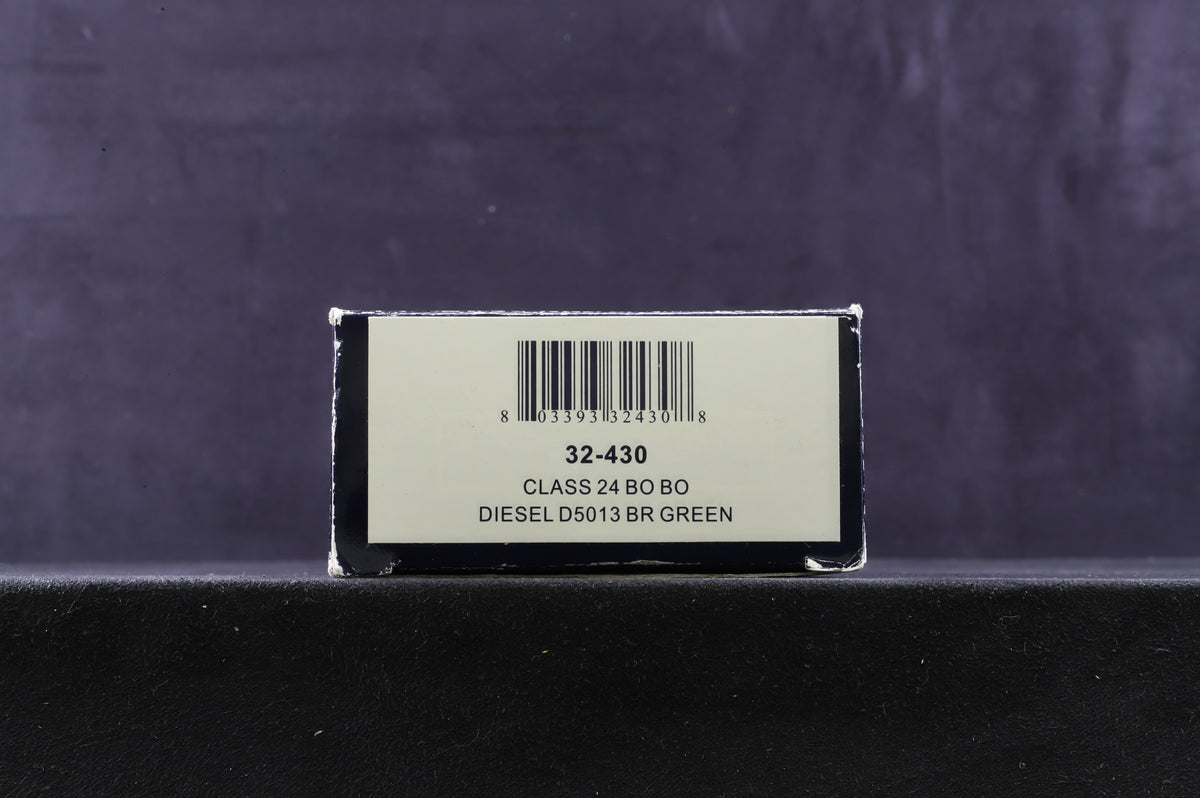 8 03393 32430 8
32-430
CLASS 24 BO BO
DIESEL D5013 BR GREEN